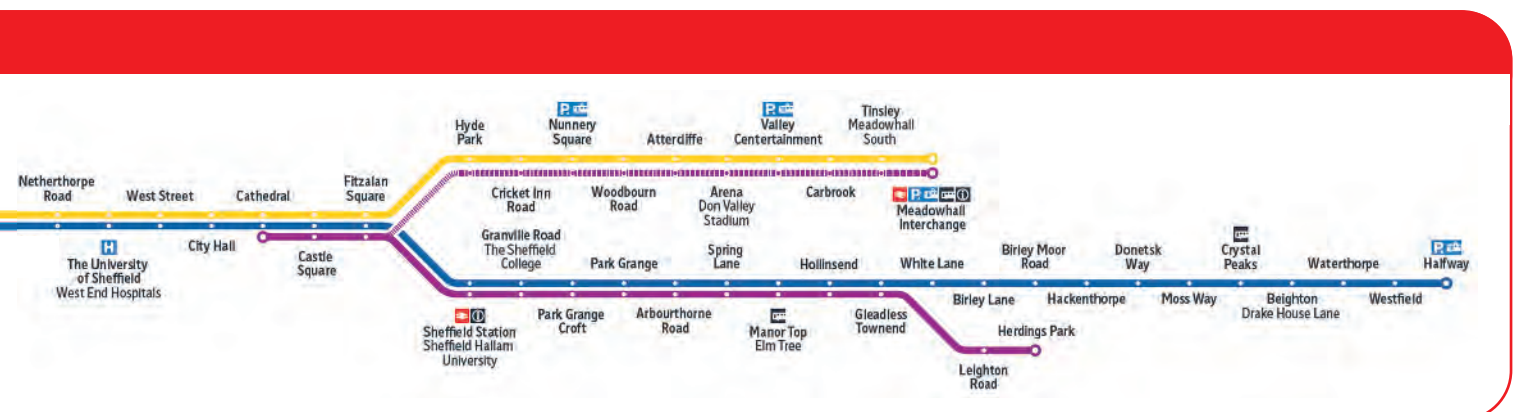 Hyde
Park
P
Nunnery
Square
Attercliffe
P
Valley
Centertainment
Tinsley
Meadowhall
South
Netherthorpe
Road
West Street
Cathedral
Fitzalan
Square
Cricket Inn
Road
Woodbourn
Road
Arena
Don Valley
Stadium
Carbrook
P
Meadowhall
Interchange
H
The University
of Sheffield
West End Hospitals
City Hall
Castle
Square
Granville Road
The Sheffield
College
Park Grange
Spring
Lane
Hollinsend
White Lane
Birley Moor
Road
Donetsk
Way
Crystal
Peaks
Waterthorpe
P
Halfway
Sheffield Station
Sheffield Hallam
University
Park Grange
Croft
Arbourthorne
Road
Manor Top
Elm Tree
Gleadless
Townend
Birley Lane
Hackenthorpe
Moss Way
Beighton
Drake House Lane
Westfield
Herdings Park
Leighton
Road